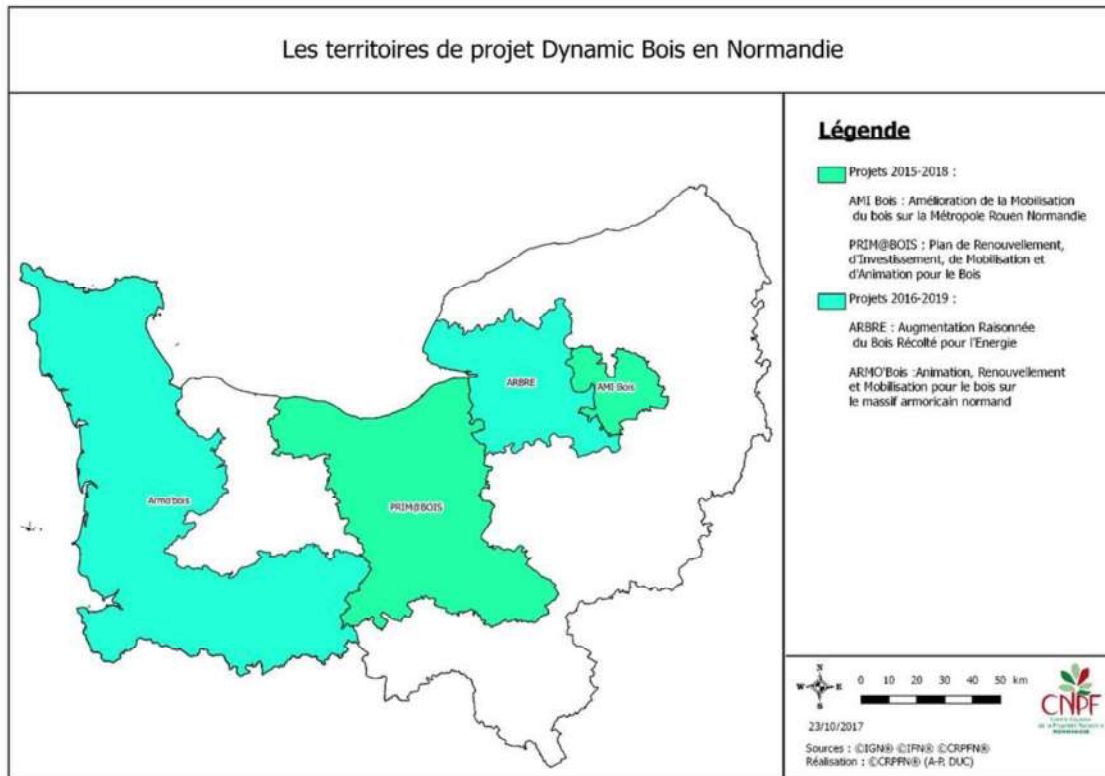 Les territoires de projet Dynamic Bois en Normandie
Légende
Projets 2015-2018 :
AMI Bois : Amélioration de la Mobilisation
du bois sur la Métropole Rouen Normandie
PRIM@BOIS : Plan de Renouvellement,
d'Investissement, de Mobilisation et
d'Animation pour le Bois
Projets 2016-2019 :
ARBRE : Augmentation Raisonnée
du Bois Récolté pour l'Energie
ARMO'Bois :Animation, Renouvellement
et Mobilisation pour le bois sur
le massif armoricain normand
ARBRE
AMI Bois
Armo'bois
PRIM@BOIS
N
W E
S
0 10 20 30 40 50 km
23/10/2017
CNPF
NORMANDIE
Sources : ©IGN® ©IFN® ©CRPFN®
Réalisation : ©CRPFN® (A-P. DUC)